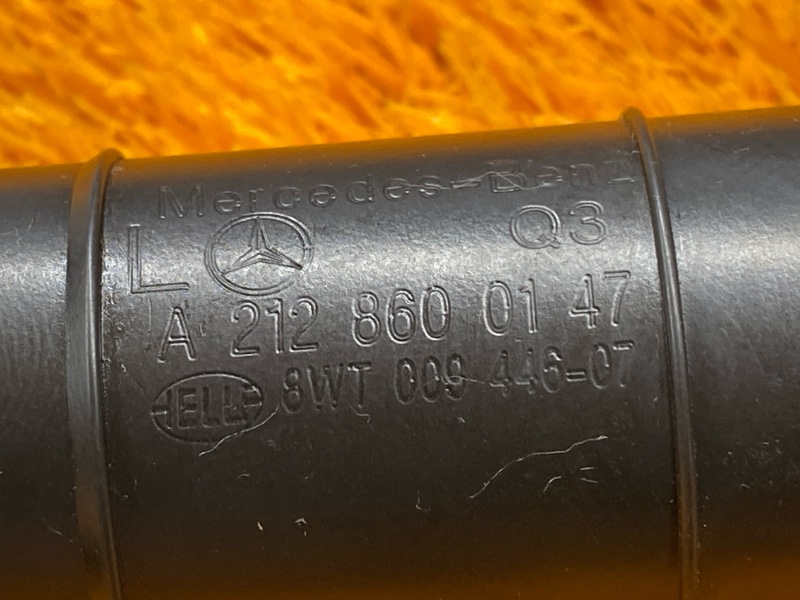 Mercedes-Benz
L Q3
A 212 860 01 47
HELLA 8WT 009 446-07